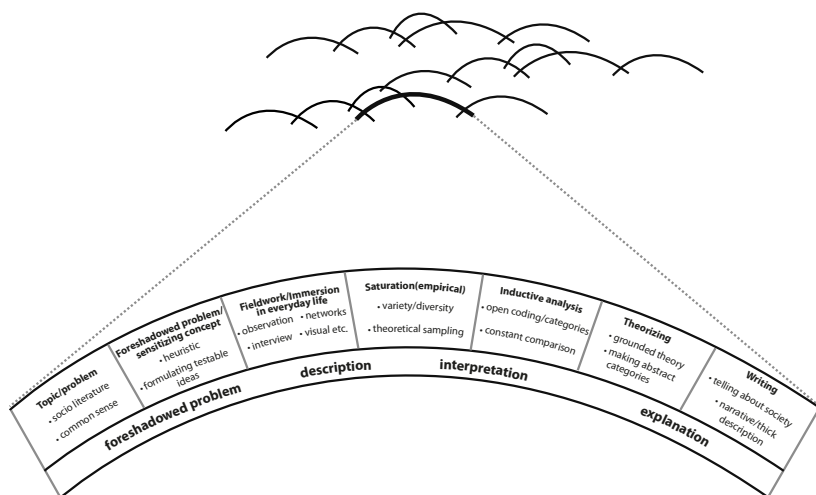 Topic/problem
• socio literature
• common sense
Foreshadowed problem/
sensitizing concept
• heuristic
• formulating testable
ideas
Fieldwork/Immersion
in everyday life
• observation • networks
• interview • visual etc.
Saturation(empirical)
• variety/diversity
• theoretical sampling
Inductive analysis
• open coding/categories
• constant comparison
Theorizing
• grounded theory
• making abstract
categories
Writing
• telling about society
• narrative/thick
description
foreshadowed problem
description
interpretation
explanation